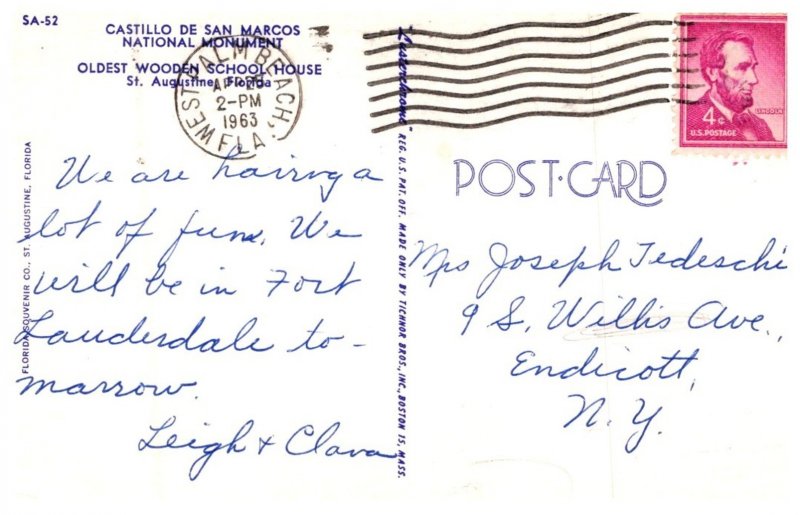 SA-52
CASTILLO DE SAN MARCOS
NATIONAL MONUMENT
OLDEST WOODEN SCHOOL HOUSE
St. Augustine, Florida
WEST PALM BEACH, FLA.
APR
2-PM
1963
4¢
LINCOLN
U.S. POSTAGE
POST·CARD
We are having a
lot of fun. We
will be in Fort
Lauderdale to-
marrow.
Leigh + Clara
Mrs Joseph Tedeschi
9 S. Willis Ave.,
Endicott,
N.Y.
FLORIDA SOUVENIR CO., ST. AUGUSTINE, FLORIDA
"Lusterchrome" REG. U.S. PAT. OFF. MADE ONLY BY TICHNOR BROS., INC., BOSTON 15, MASS.